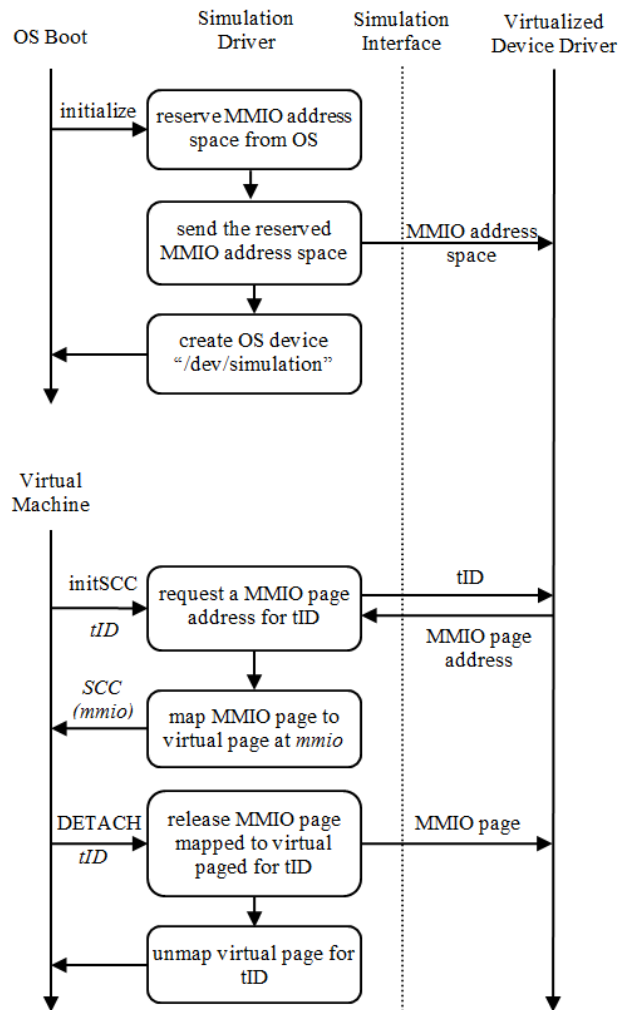 OS Boot
Simulation
Driver
Simulation
Interface
Virtualized
Device Driver
initialize
reserve MMIO address
space from OS
send the reserved
MMIO address space
MMIO address
space
create OS device
“/dev/simulation”
Virtual
Machine
initSCC
tID
request a MMIO page
address for tID
tID
MMIO page
address
SCC
(mmio)
map MMIO page to
virtual page at mmio
DETACH
tID
release MMIO page
mapped to virtual
paged for tID
MMIO page
unmap virtual page for
tID